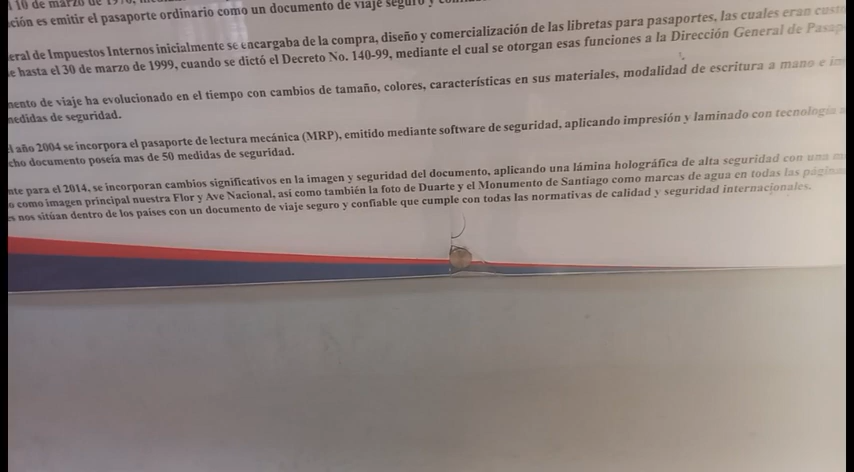 10 de marzo de
es emitir el pasaporte ordinario como un documento de viaje seguro y
de Impuestos Internos inicialmente se encargaba de la compra, diseño y comercialización de las libretas para pasaportes, las cuales eran
hasta el 30 de marzo de 1999, cuando se dictó el Decreto No. 140-99, mediante el cual se otorgan esas funciones a la Dirección General de
de viaje ha evolucionado en el tiempo con cambios de tamaño, colores, características en sus materiales, modalidad de escritura a mano e
medidas de seguridad.
el año 2004 se incorpora el pasaporte de lectura mecánica (MRP), emitido mediante software de seguridad, aplicando impresión y laminado con tecnología
documento poseía mas de 50 medidas de seguridad.
para el 2014, se incorporan cambios significativos en la imagen y seguridad del documento, aplicando una lámina holográfica de alta seguridad con una
como imagen principal nuestra Flor y Ave Nacional, así como también la foto de Duarte y el Monumento de Santiago como marcas de agua en todas las
nos sitúan dentro de los países con un documento de viaje seguro y confiable que cumple con todas las normativas de calidad y seguridad internacionales.